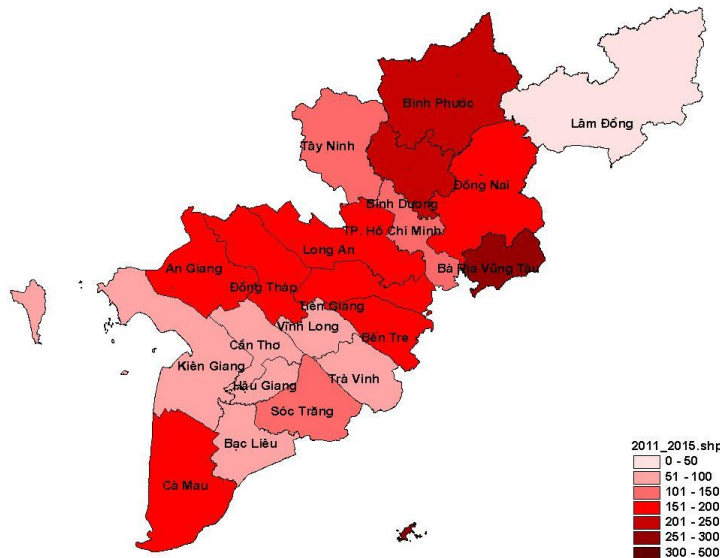 Bình Phước
Lâm Đồng
Tây Ninh
Đồng Nai
Bình Dương
TP. Hồ Chí Minh
Long An
Bà Rịa Vũng Tàu
An Giang
Đồng Tháp
Tiền Giang
Vĩnh Long
Bến Tre
Cần Thơ
Kiên Giang
Trà Vinh
Hậu Giang
Sóc Trăng
Bạc Liêu
Cà Mau
2011_2015.shp
0 - 50
51 - 100
101 - 150
151 - 200
201 - 250
251 - 300
300 - 500